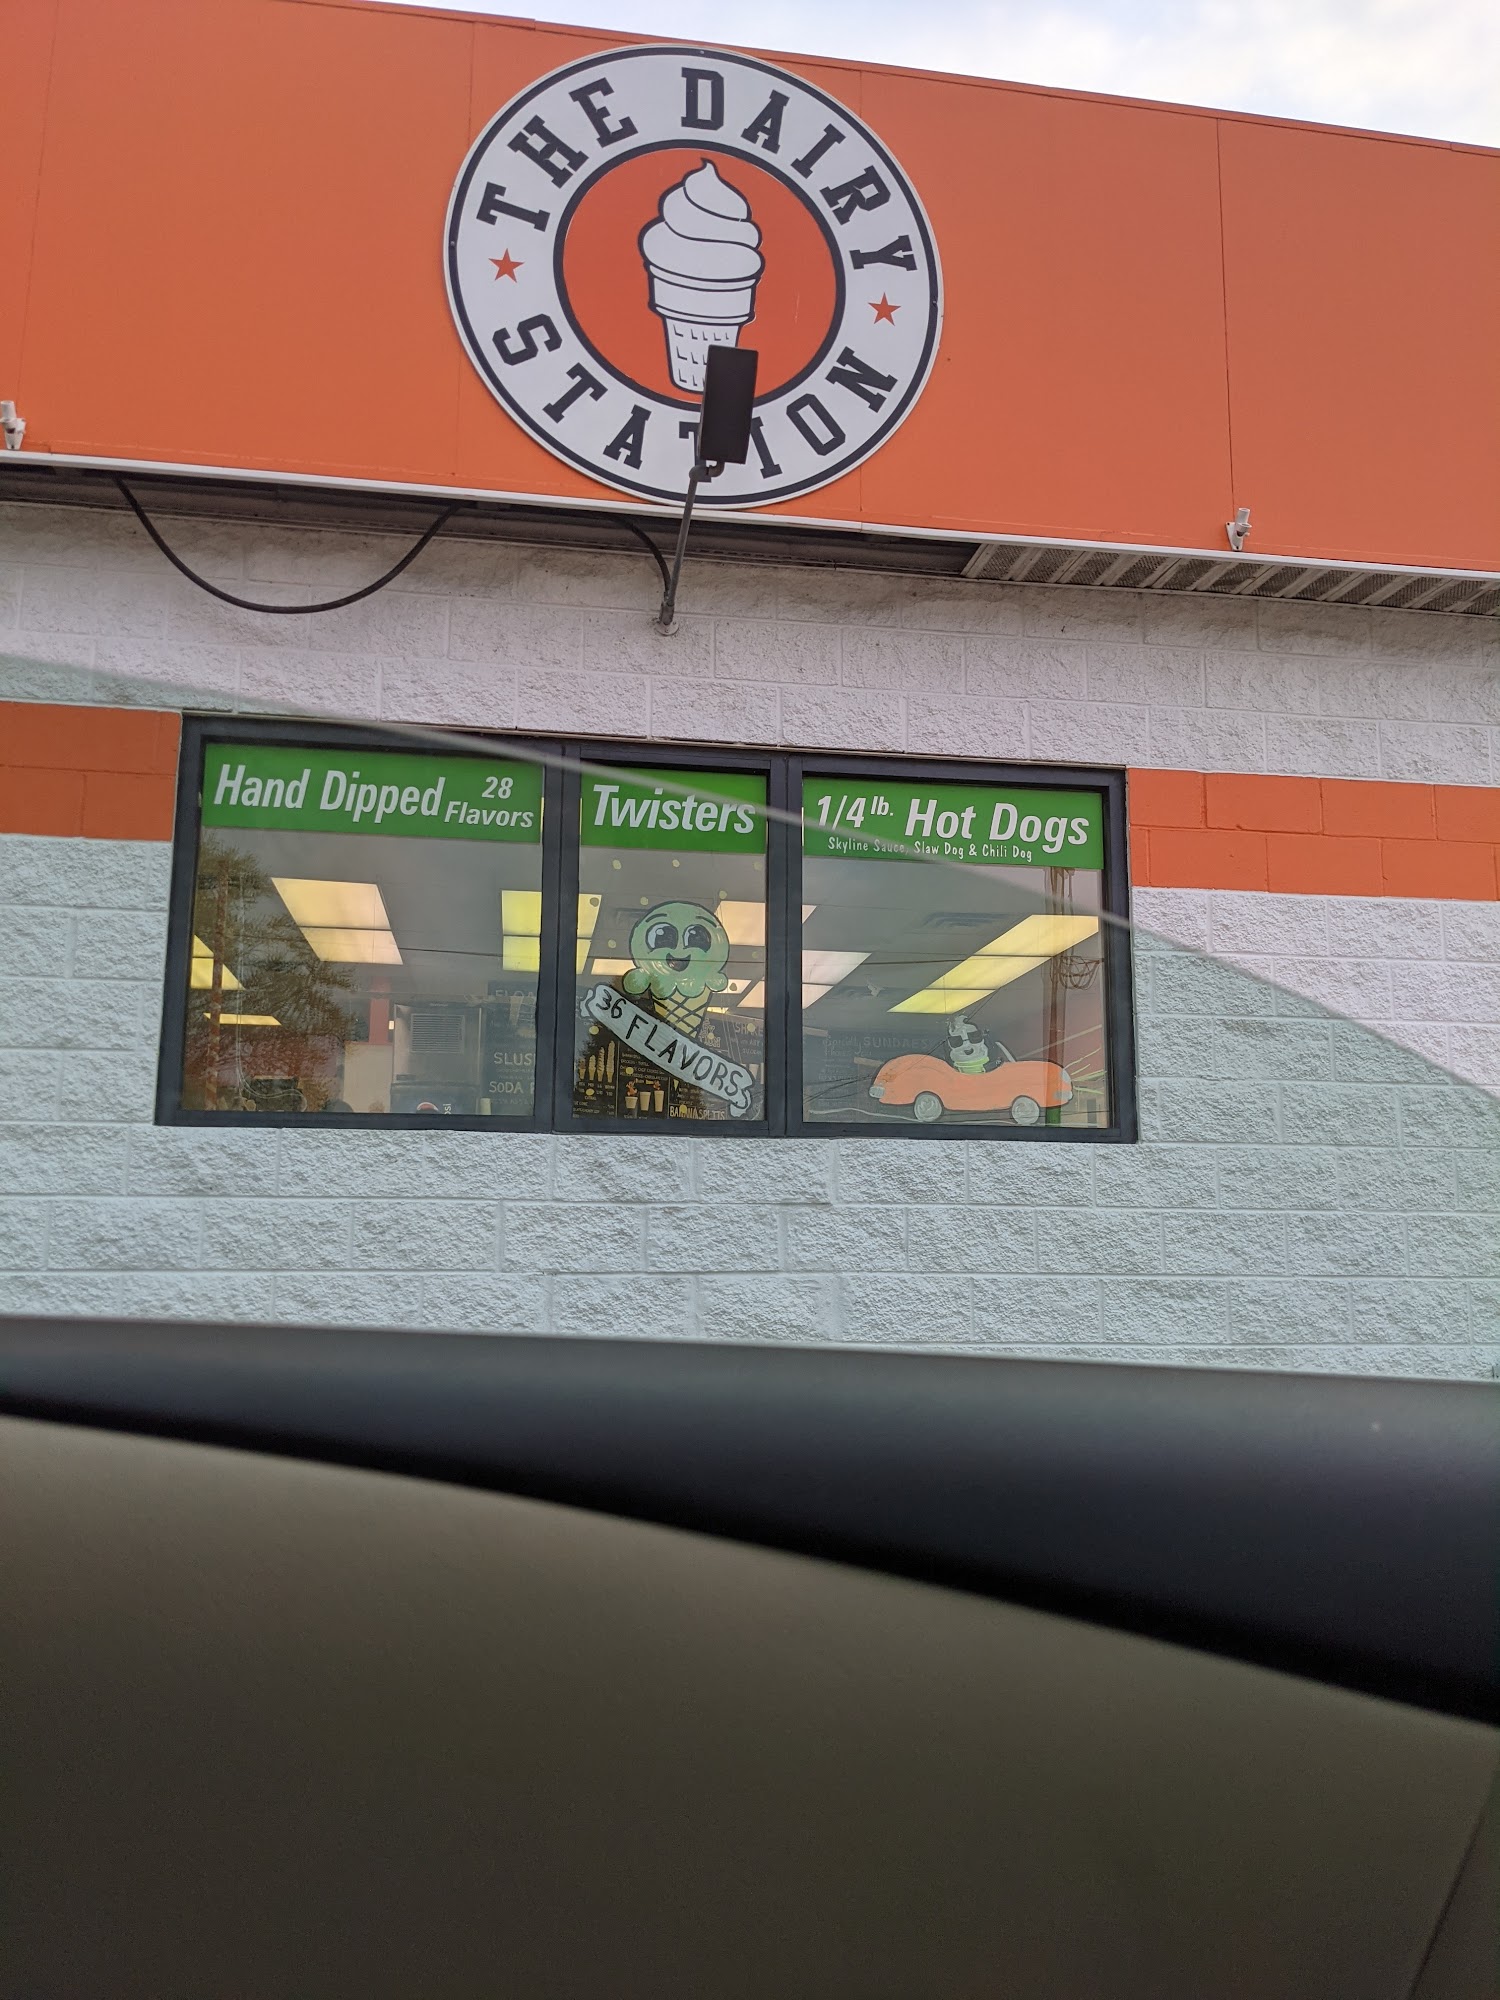 THE DAIRY
STATION
Hand Dipped 28 Flavors
Twisters
1/4 lb. Hot Dogs
Skyline Sauce, Slaw Dog & Chili Dog
36 FLAVORS
SUNDAES
BANANA SPLITS